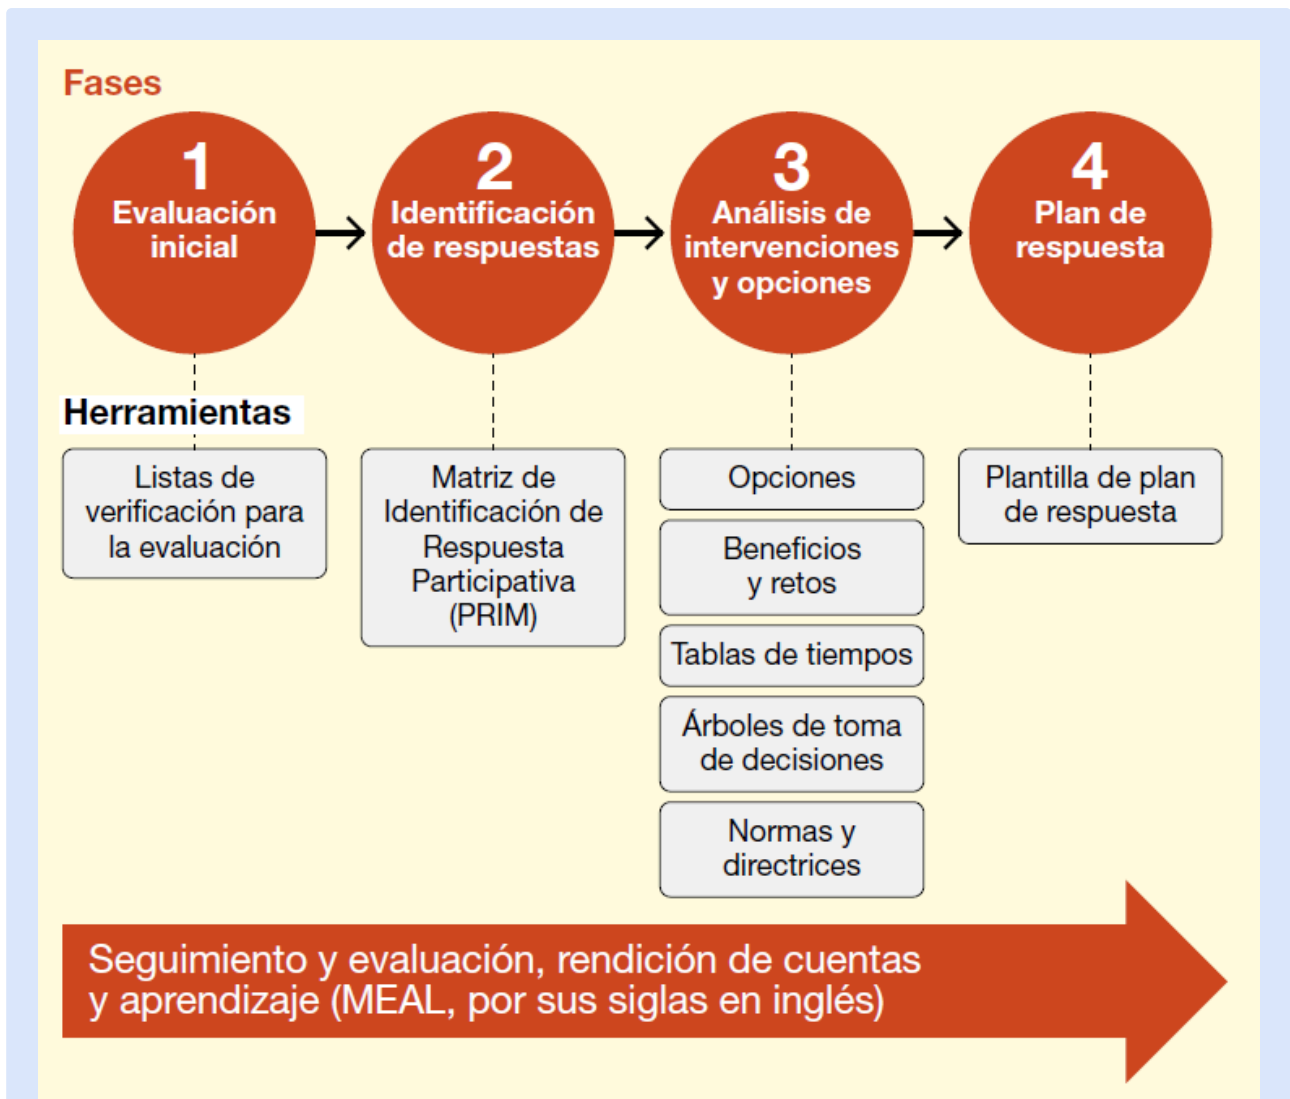 Fases
1
Evaluación
inicial
2
Identificación
de respuestas
3
Análisis de
intervenciones
y opciones
4
Plan de
respuesta
Herramientas
Listas de
verificación para
la evaluación
Matriz de
Identificación de
Respuesta
Participativa
(PRIM)
Opciones
Beneficios
y retos
Tablas de tiempos
Árboles de toma
de decisiones
Normas y
directrices
Plantilla de plan
de respuesta
Seguimiento y evaluación, rendición de cuentas
y aprendizaje (MEAL, por sus siglas en inglés)